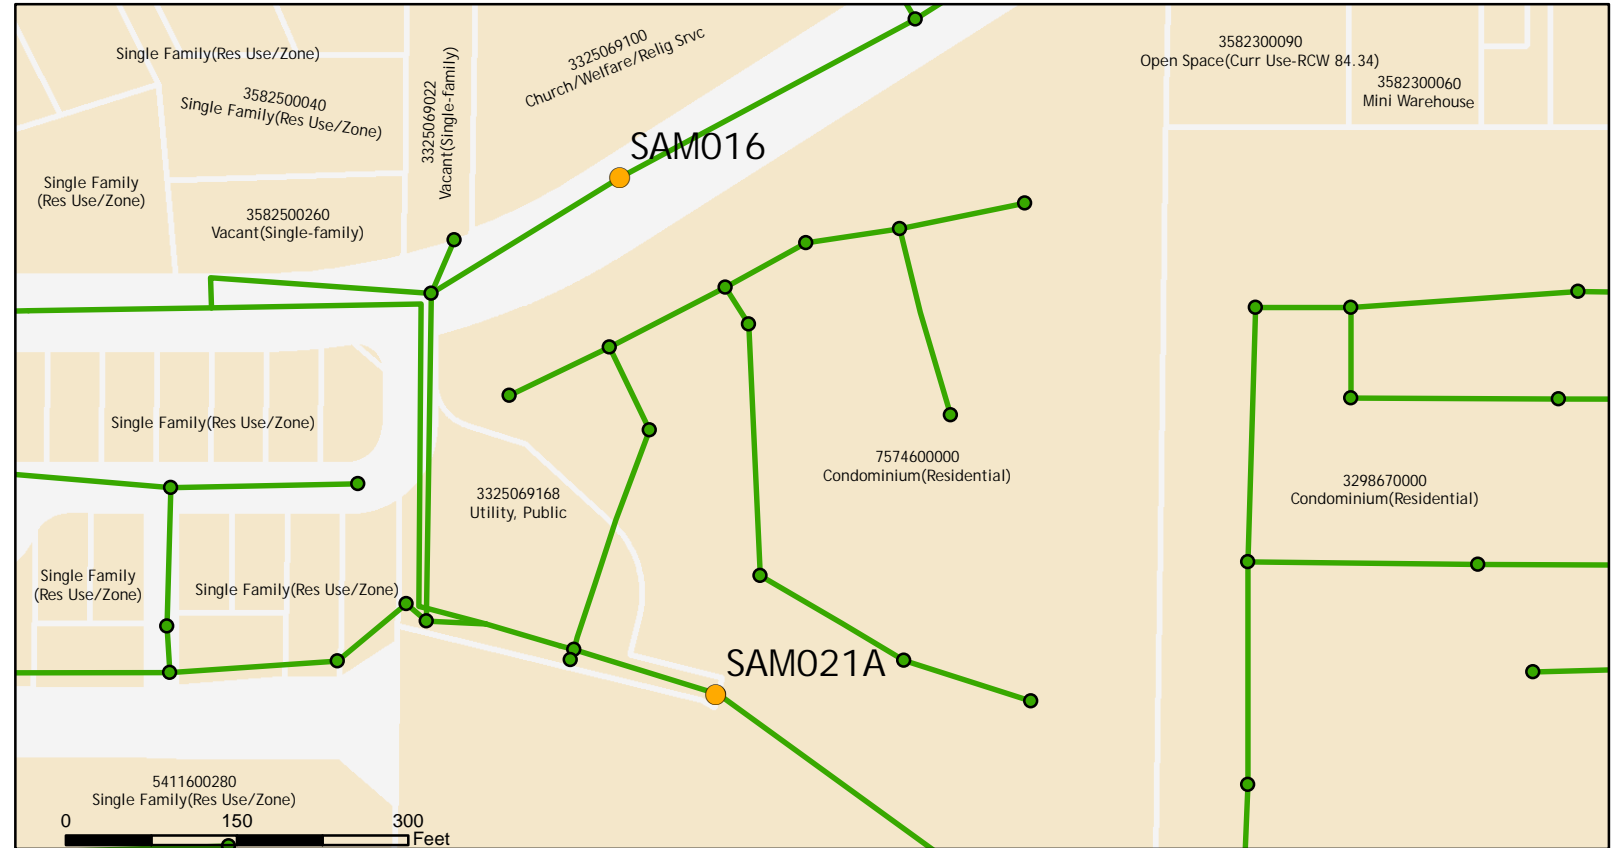 Single Family(Res Use/Zone)
3582500040
Single Family(Res Use/Zone)
3325069022
Vacant(Single-family)
3325069100
Church/Welfare/Relig Srvc
3582300090
Open Space(Curr Use-RCW 84.34)
3582300060
Mini Warehouse
SAM016
Single Family
(Res Use/Zone)
3582500260
Vacant(Single-family)
Single Family(Res Use/Zone)
7574600000
Condominium(Residential)
3298670000
Condominium(Residential)
3325069168
Utility, Public
Single Family
(Res Use/Zone)
Single Family(Res Use/Zone)
SAM021A
5411600280
Single Family(Res Use/Zone)
0 150 300
Feet